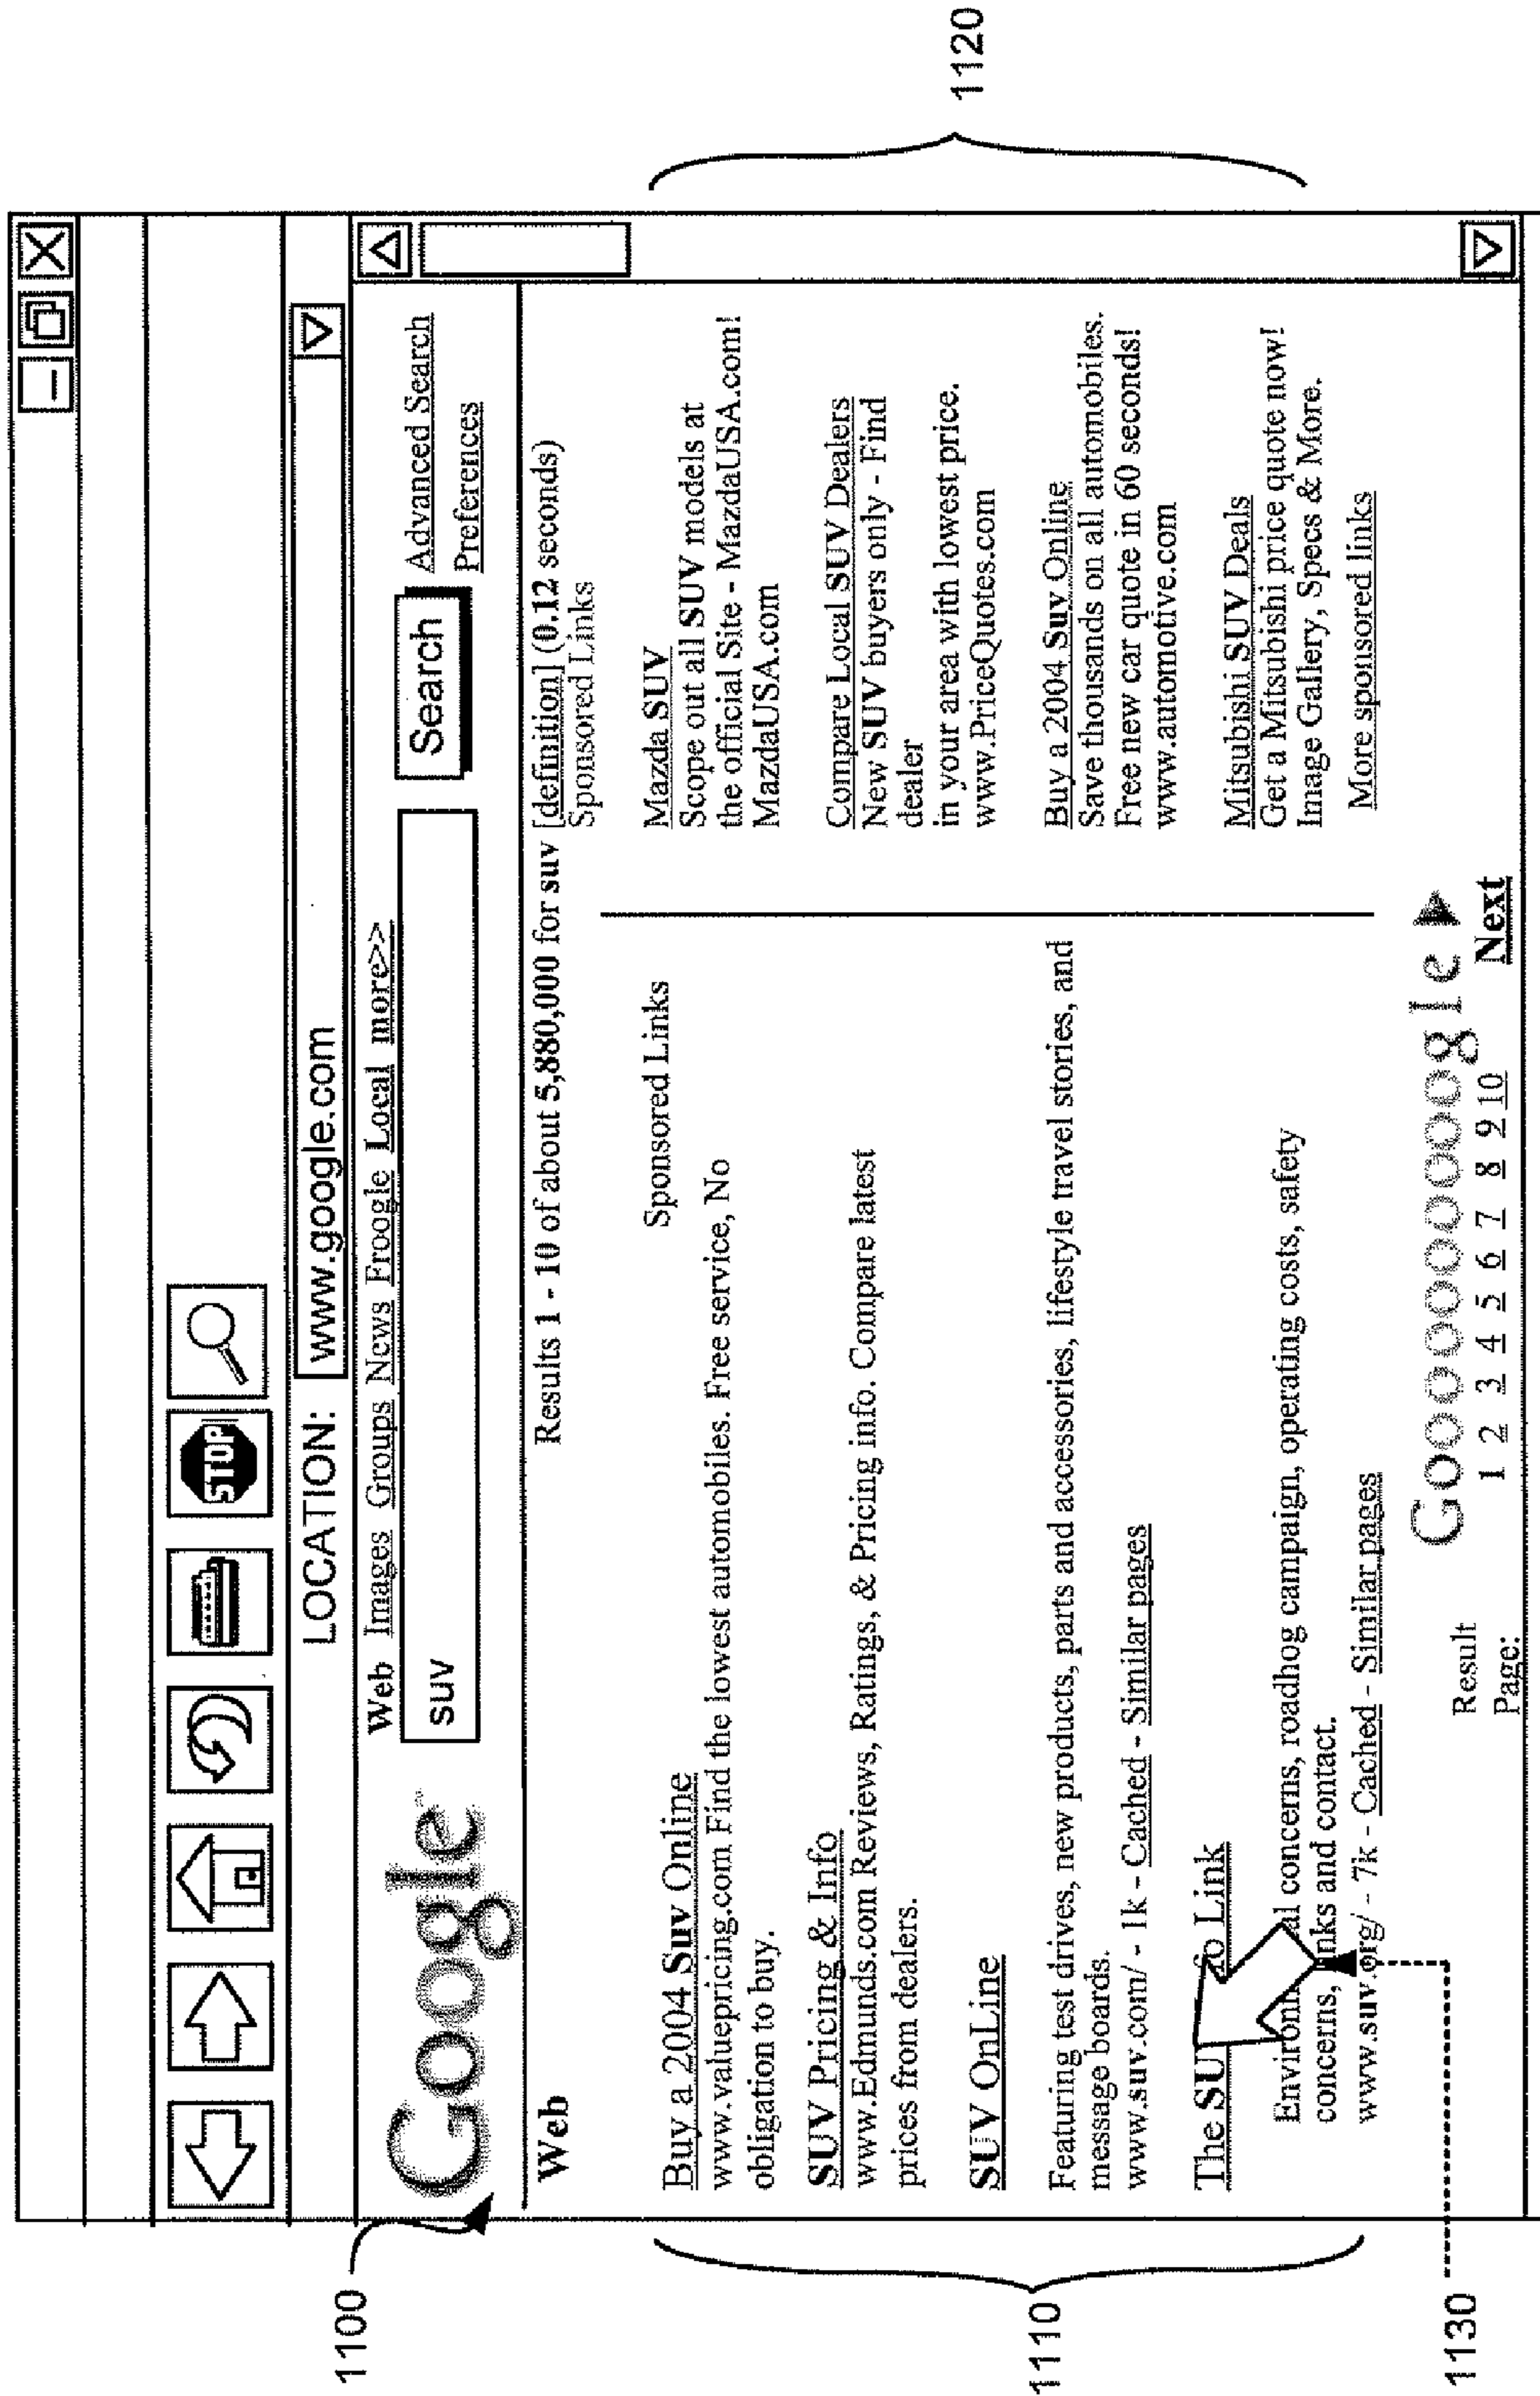 LOCATION: www.google.com
Google
Web Images Groups News Froogle Local more>>
suv
Search
Advanced Search
Preferences
Web
Results 1 - 10 of about 5,880,000 for suv [definition] (0.12 seconds)
Sponsored Links
Buy a 2004 Suv Online
www.valuepricing.com Find the lowest automobiles. Free service, No
obligation to buy.
SUV Pricing & Info
www.Edmunds.com Reviews, Ratings, & Pricing info. Compare latest
prices from dealers.
SUV OnLine
Featuring test drives, new products, parts and accessories, lifestyle travel stories, and
message boards.
www.suv.com/ - 1k - Cached - Similar pages
The SU fo Link
Environm al concerns, roadhog campaign, operating costs, safety
concerns, nks and contact.
www.suv.org/ - 7k - Cached - Similar pages
Sponsored Links
Mazda SUV
Scope out all SUV models at
the official Site - MazdaUSA.com!
MazdaUSA.com
Compare Local SUV Dealers
New SUV buyers only - Find
dealer
in your area with lowest price.
www.PriceQuotes.com
Buy a 2004 Suv Online
Save thousands on all automobiles.
Free new car quote in 60 seconds!
www.automotive.com
Mitsubishi SUV Deals
Get a Mitsubishi price quote now!
Image Gallery, Specs & More.
More sponsored links
Gooooooooogle
Result
Page:
1 2 3 4 5 6 7 8 9 10 Next
STOP
1100
1110
1120
1130